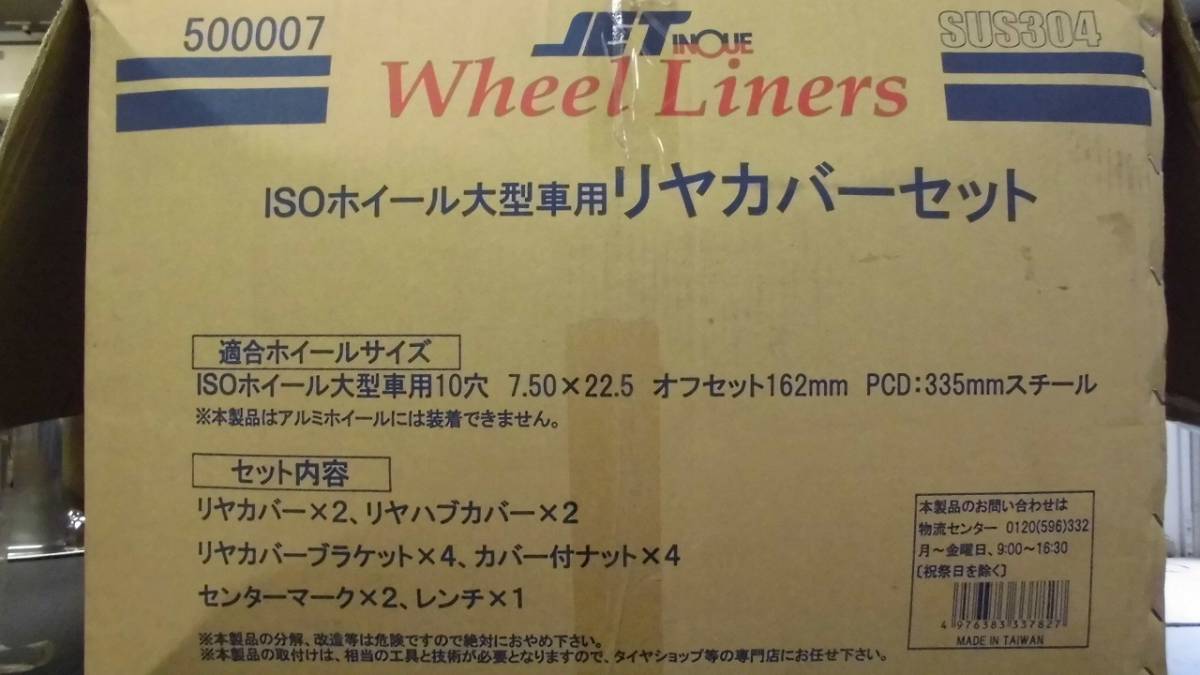 500007
JET INOUE
SUS304
Wheel Liners
ISOホイール大型車用リヤカバーセット
適合ホイールサイズ
ISOホイール大型車用10穴 7.50×22.5 オフセット162mm PCD:335mmスチール
※本製品はアルミホイールには装着できません。
セット内容
リヤカバー×2、リヤハブカバー×2
リヤカバーブラケット×4、カバー付ナット×4
センターマーク×2、レンチ×1
※本製品の分解、改造等は危険ですので絶対におやめ下さい。
※本製品の取付けは、相当の工具と技術が必要となりますので、タイヤショップ等の専門店にお任せ下さい。
本製品のお問い合わせは
物流センター 0120(596)332
月～金曜日、9:00～16:30
〔祝祭日を除く〕
4 976383 337827
MADE IN TAIWAN